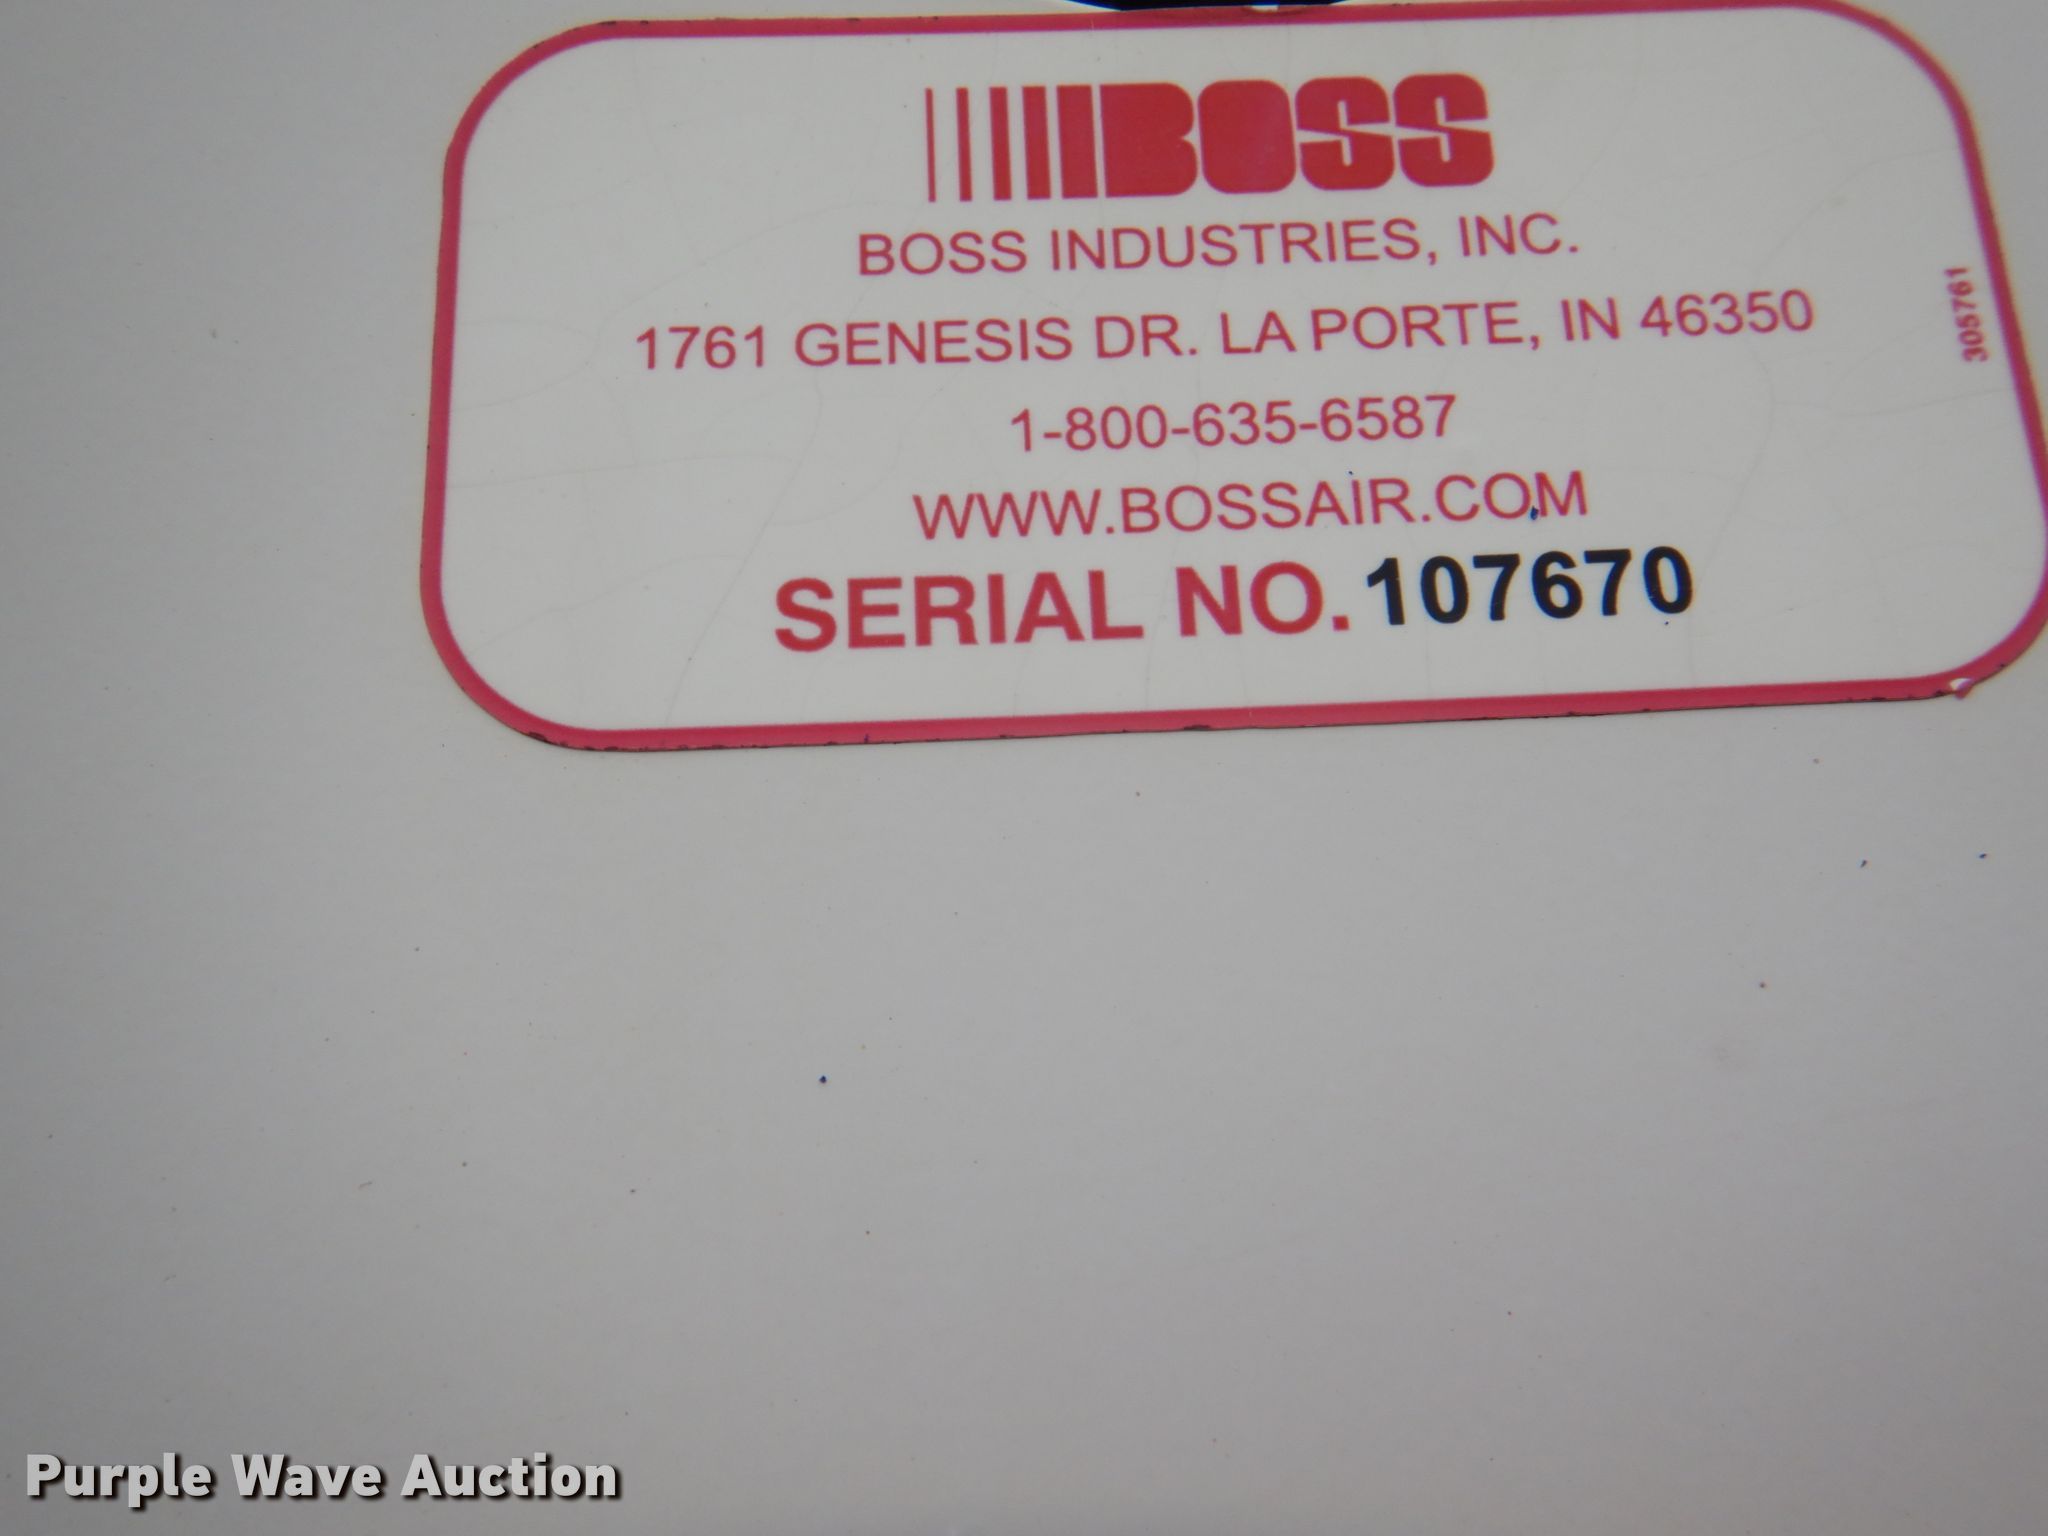 BOSS
BOSS INDUSTRIES, INC.
1761 GENESIS DR. LA PORTE, IN 46350
1-800-635-6587
WWW.BOSSAIR.COM
SERIAL NO. 107670
305761
Purple Wave Auction